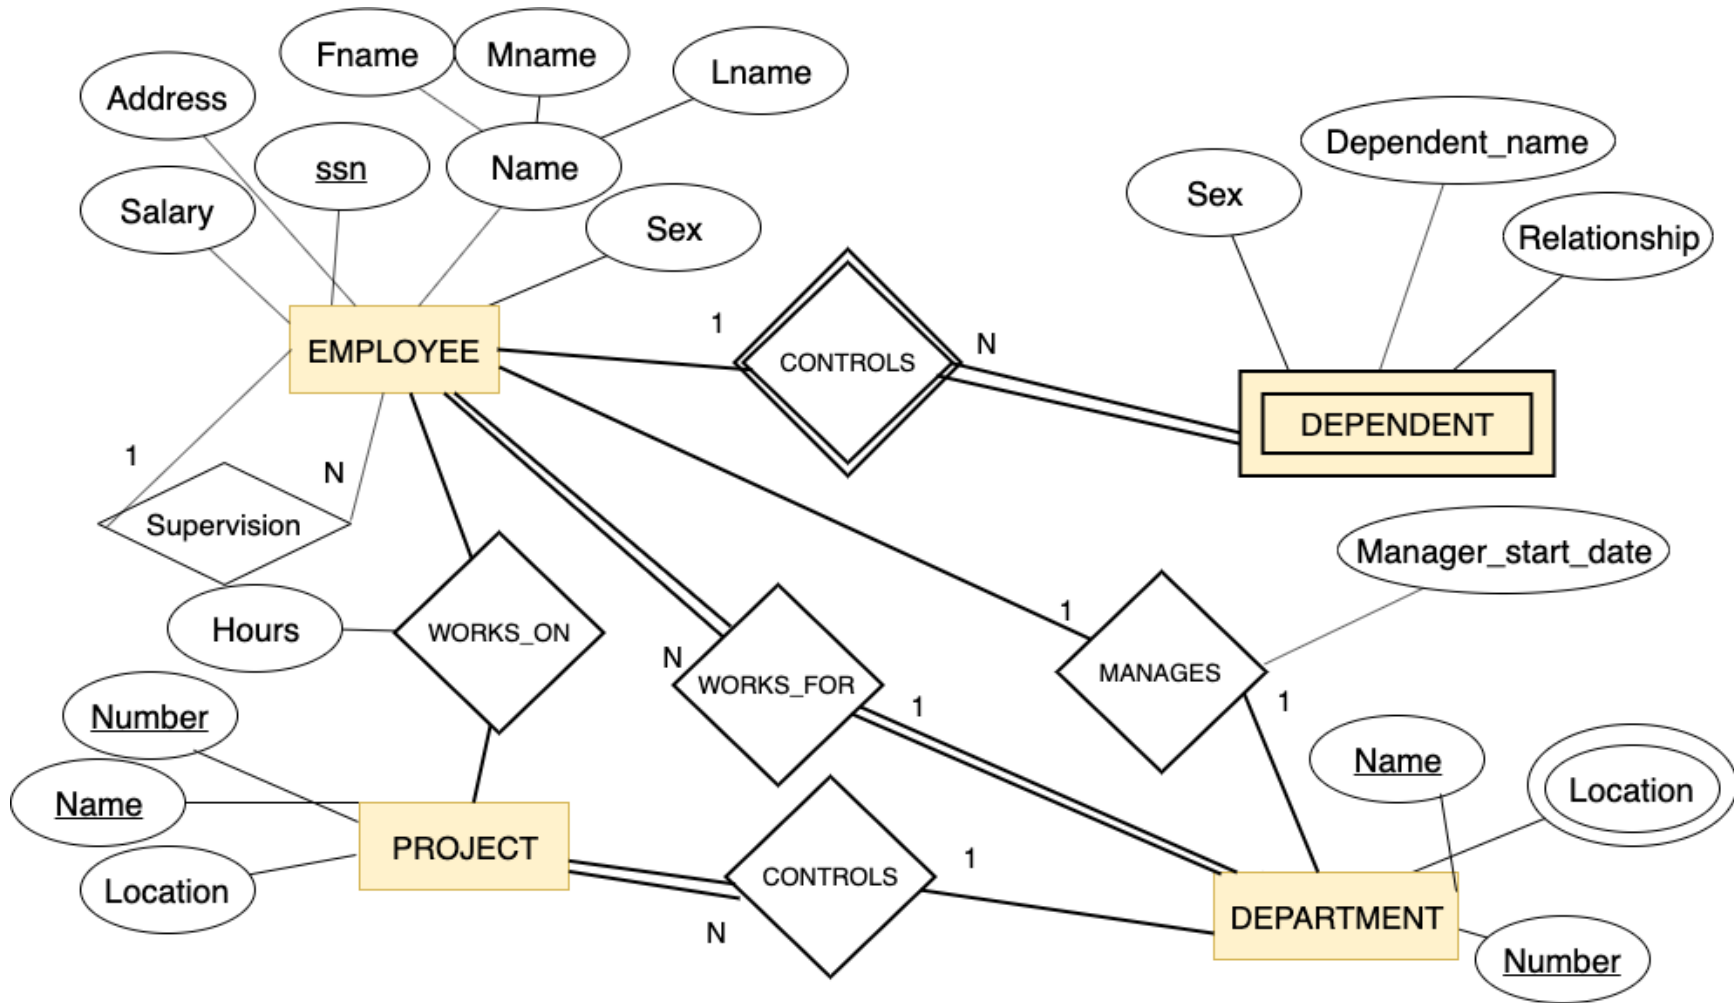 Fname
Mname
Lname
Address
ssn
Name
Salary
Sex
Dependent_name
Sex
Relationship
EMPLOYEE
1
CONTROLS
N
DEPENDENT
1
N
Supervision
Manager_start_date
Hours
WORKS_ON
1
N
WORKS_FOR
MANAGES
1
1
Number
Name
Location
Name
Location
PROJECT
CONTROLS
1
N
DEPARTMENT
Number